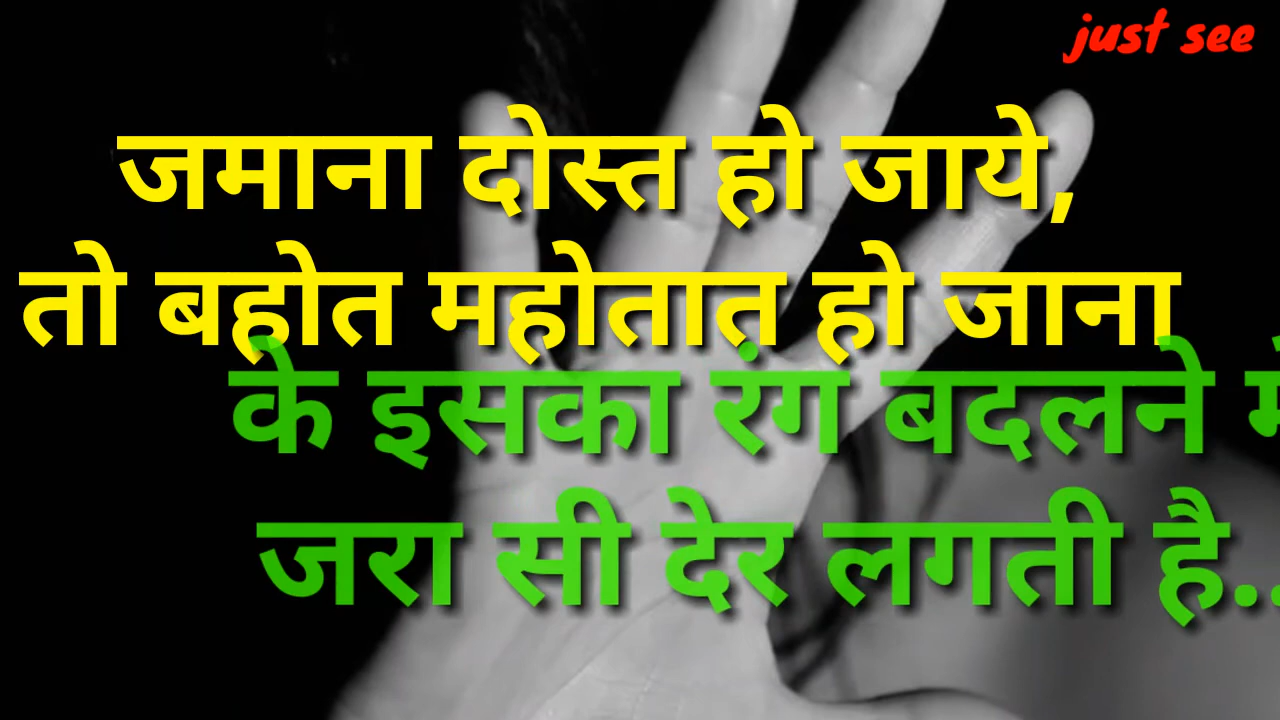 just see
जमाना दोस्त हो जाये,
तो बहोत महोतात हो जाना
के इसका रंग बदलने मे
जरा सी देर लगती है..